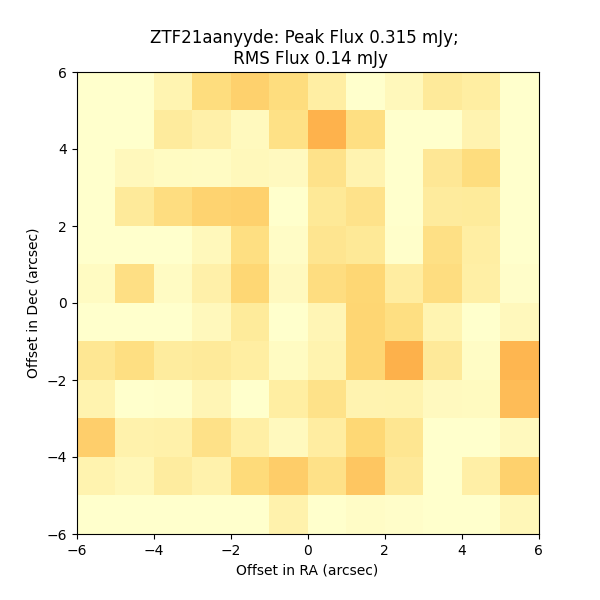 ZTF21aanyyde: Peak Flux 0.315 mJy;
RMS Flux 0.14 mJy
6
4
2
0
−2
−4
−6
Offset in Dec (arcsec)
−6 −4 −2 0 2 4 6
Offset in RA (arcsec)